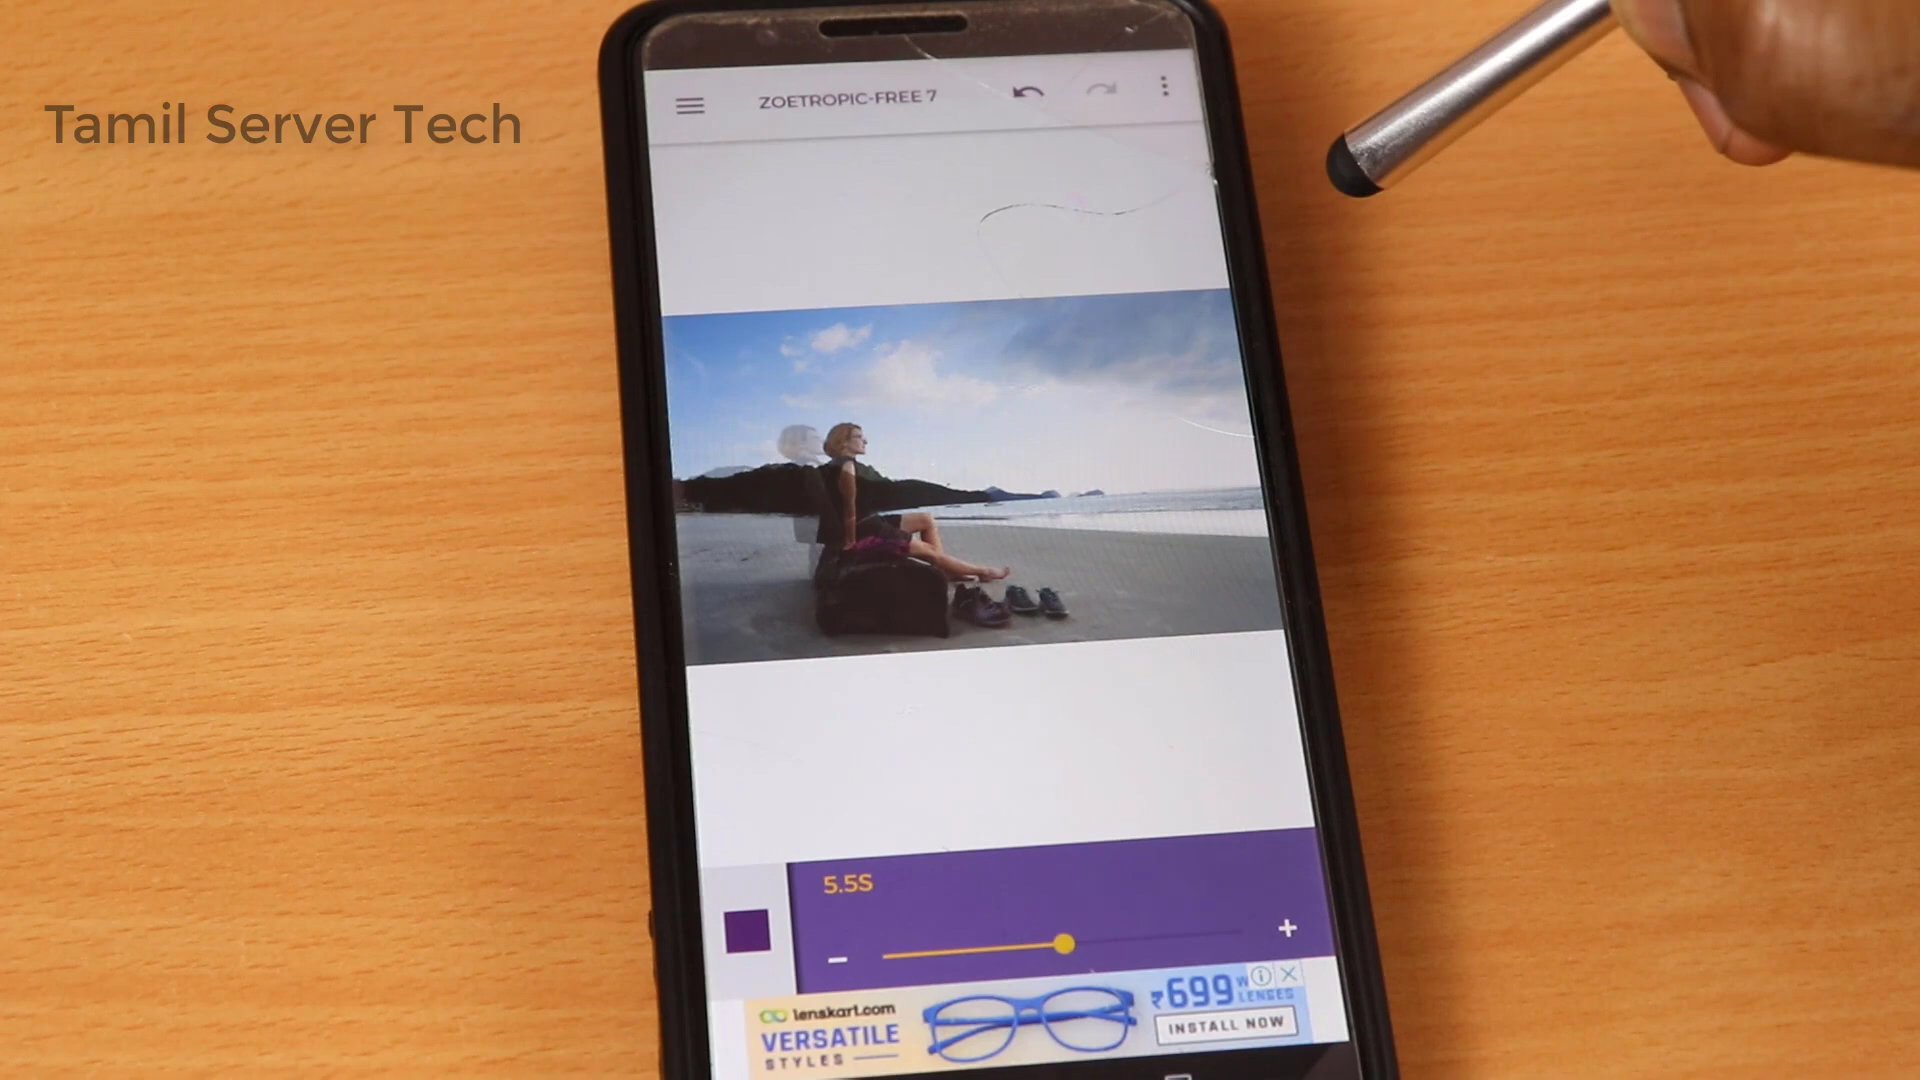 Tamil Server Tech
ZOETROPIC-FREE 7
5.5S
lenskart.com
VERSATILE
STYLES
₹699
LENSES
INSTALL NOW